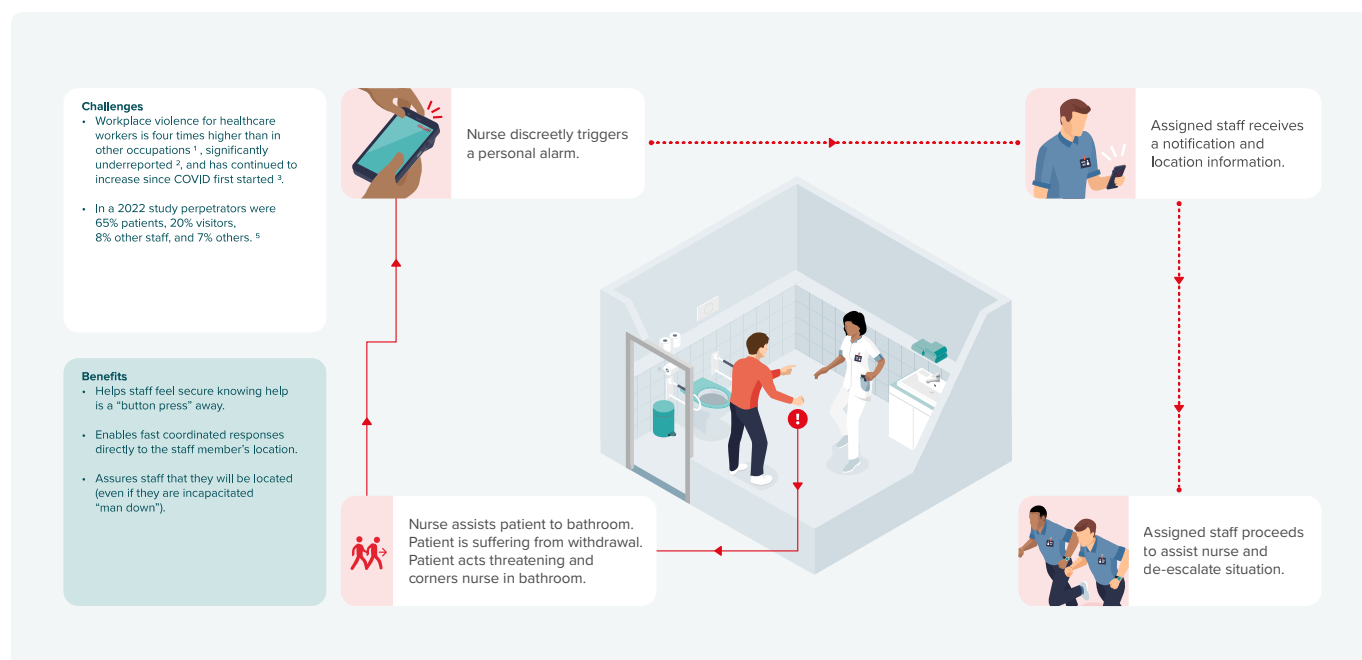 Challenges
• Workplace violence for healthcare
workers is four times higher than in
other occupations ¹ , significantly
underreported ², and has continued to
increase since COVID first started ³.
• In a 2022 study perpetrators were
65% patients, 20% visitors,
8% other staff, and 7% others. ⁵
Benefits
• Helps staff feel secure knowing help
is a “button press” away.
• Enables fast coordinated responses
directly to the staff member’s location.
• Assures staff that they will be located
(even if they are incapacitated
“man down”).
Nurse discreetly triggers
a personal alarm.
Assigned staff receives
a notification and
location information.
Nurse assists patient to bathroom.
Patient is suffering from withdrawal.
Patient acts threatening and
corners nurse in bathroom.
Assigned staff proceeds
to assist nurse and
de-escalate situation.